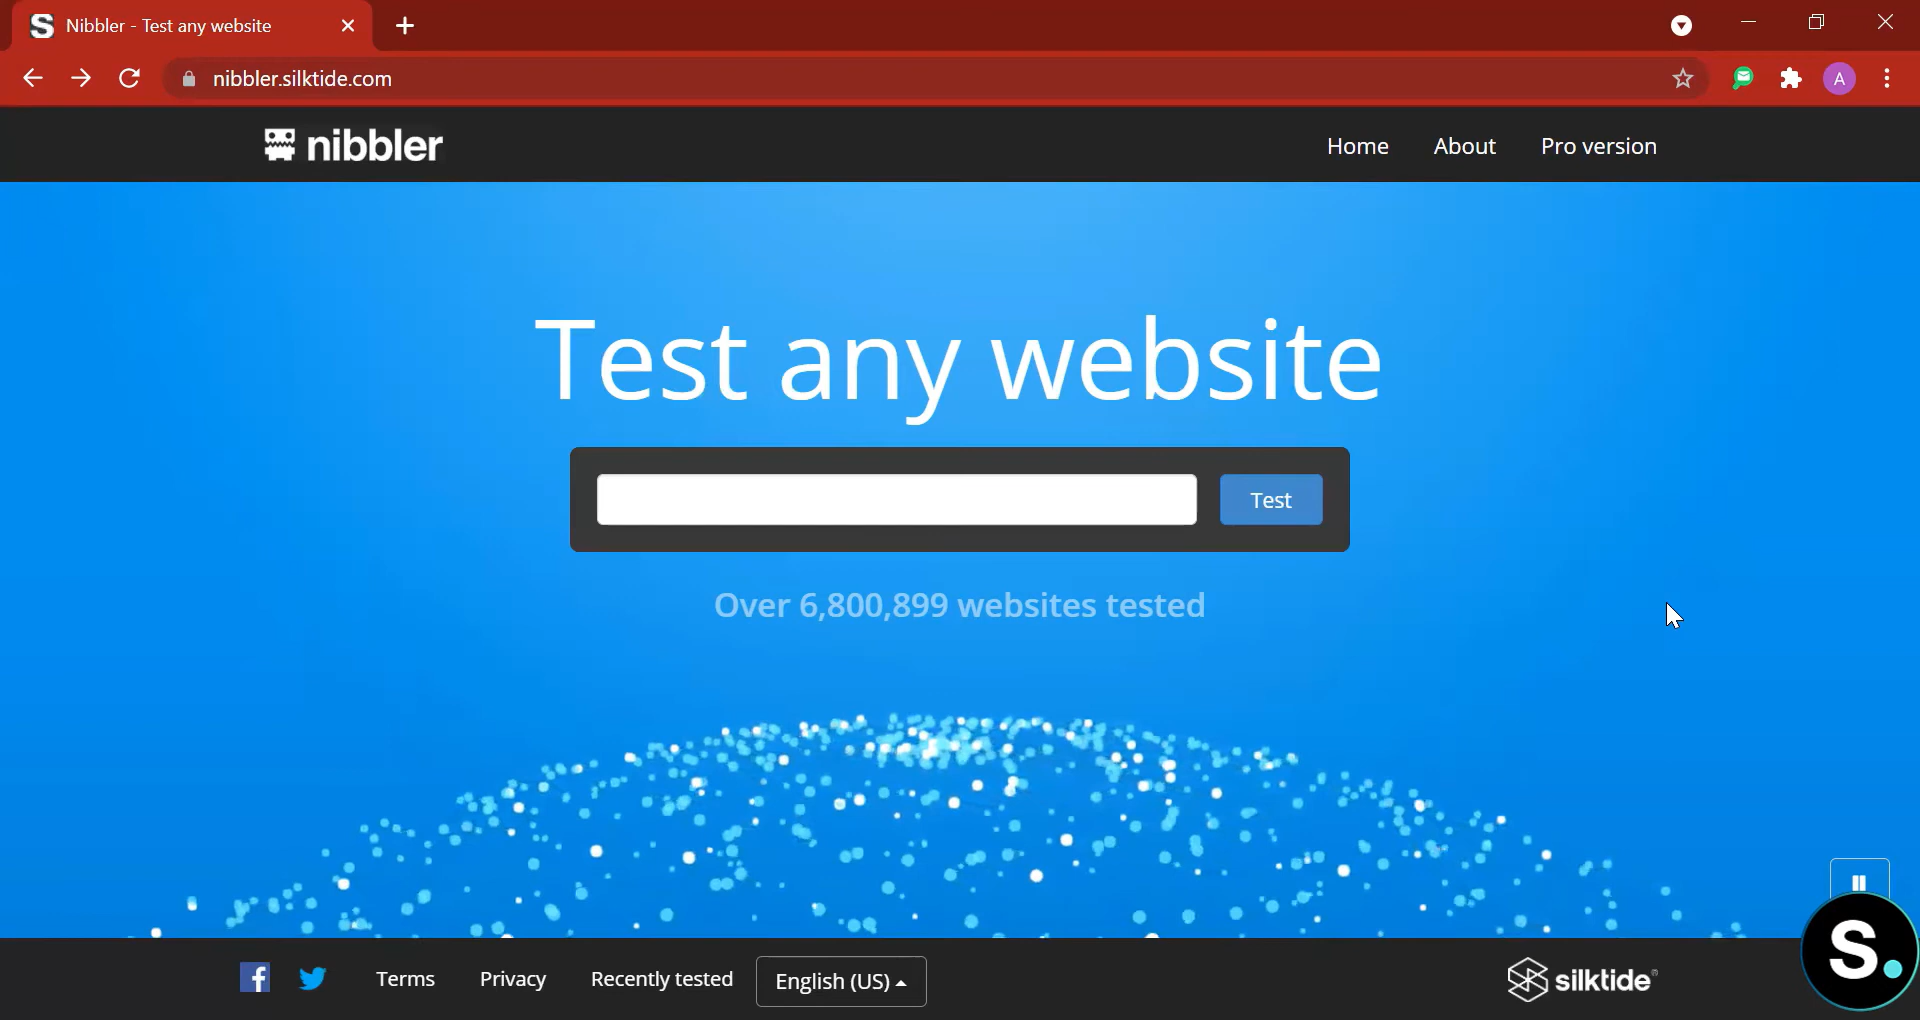 Nibbler - Test any website
nibbler.silktide.com
A
nibbler
Home About Pro version
Test any website
Test
Over 6,800,899 websites tested
Terms Privacy Recently tested English (US)
silktide®
S.